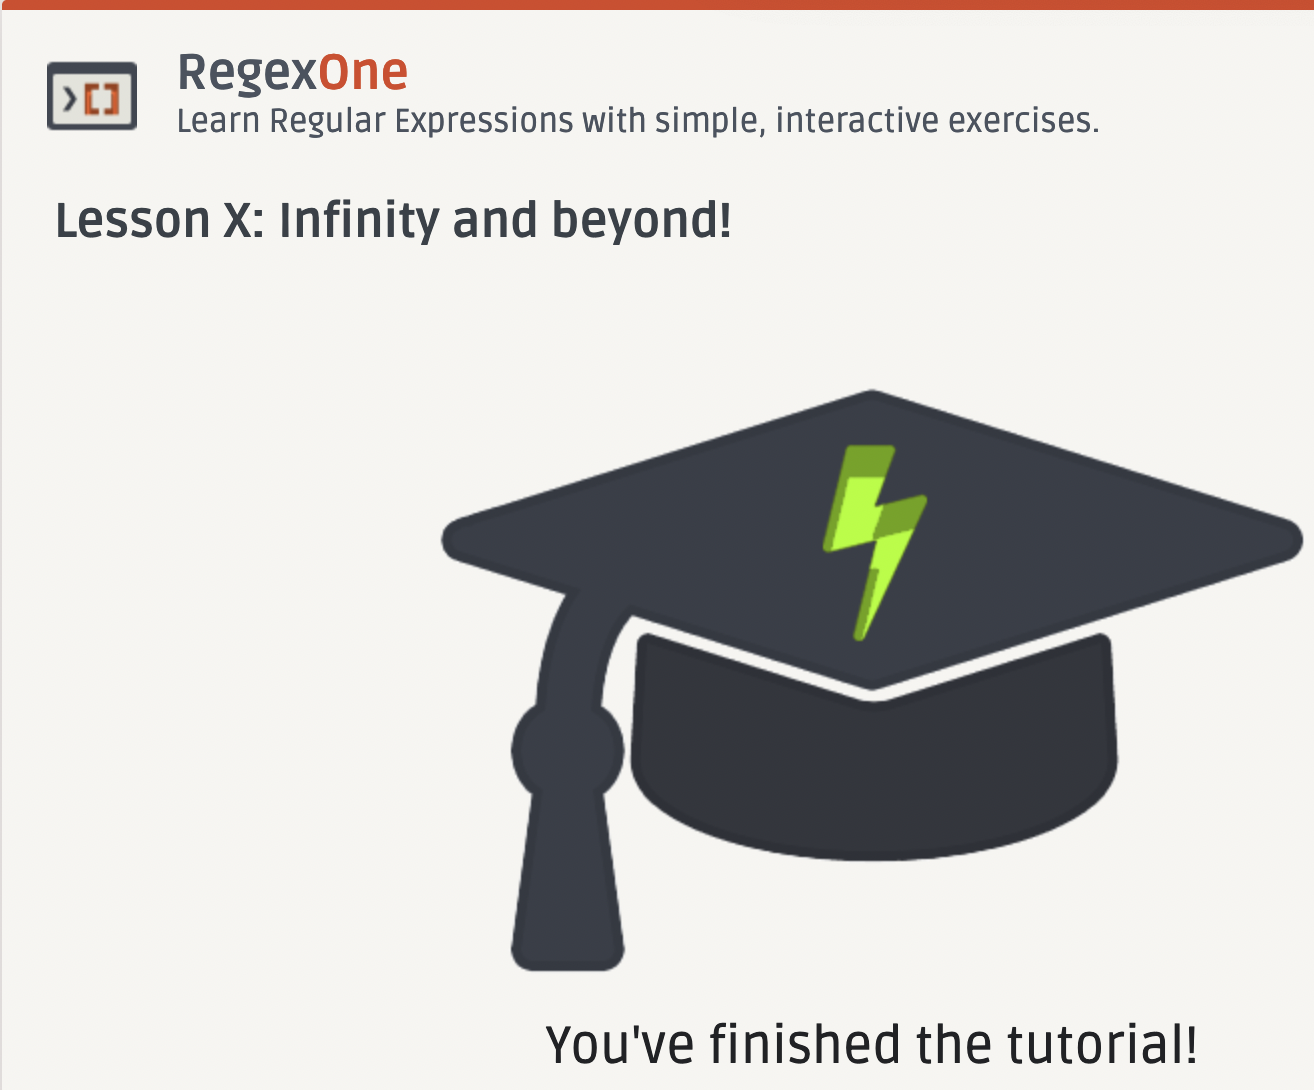 RegexOne
Learn Regular Expressions with simple, interactive exercises.
Lesson X: Infinity and beyond!
You've finished the tutorial!